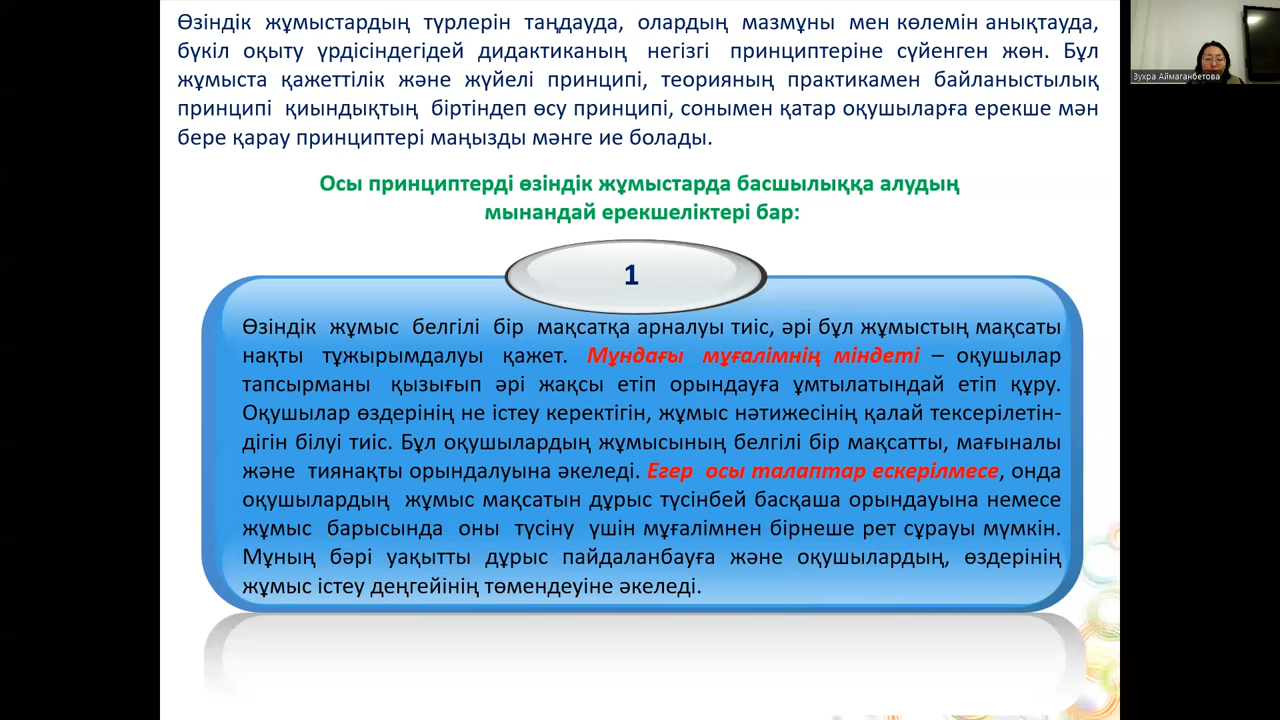 Өзіндік жұмыстардың түрлерін таңдауда, олардың мазмұны мен көлемін анықтауда,
бүкіл оқыту үрдісіндегідей дидактиканың негізгі принциптеріне сүйенген жөн. Бұл
жұмыста қажеттілік және жүйелі принципі, теорияның практикамен байланыстылық
принципі қиындықтың біртіндеп өсу принципі, сонымен қатар оқушыларға ерекше мән
бере қарау принциптері маңызды мәнге ие болады.
Осы принциптерді өзіндік жұмыстарда басшылыққа алудың
мынандай ерекшеліктері бар:
1
Өзіндік жұмыс белгілі бір мақсатқа арналуы тиіс, әрі бұл жұмыстың мақсаты
нақты тұжырымдалуы қажет. Мұндағы мұғалімнің міндеті – оқушылар
тапсырманы қызығып әрі жақсы етіп орындауға ұмтылатындай етіп құру.
Оқушылар өздерінің не істеу керектігін, жұмыс нәтижесінің қалай тексерілетін-
дігін білуі тиіс. Бұл оқушылардың жұмысының белгілі бір мақсатты, мағыналы
және тиянақты орындалуына әкеледі. Егер осы талаптар ескерілмесе, онда
оқушылардың жұмыс мақсатын дұрыс түсінбей басқаша орындауына немесе
жұмыс барысында оны түсіну үшін мұғалімнен бірнеше рет сұрауы мүмкін.
Мұның бәрі уақытты дұрыс пайдаланбауға және оқушылардың, өздерінің
жұмыс істеу деңгейінің төмендеуіне әкеледі.
Зухра Аймаганбетова